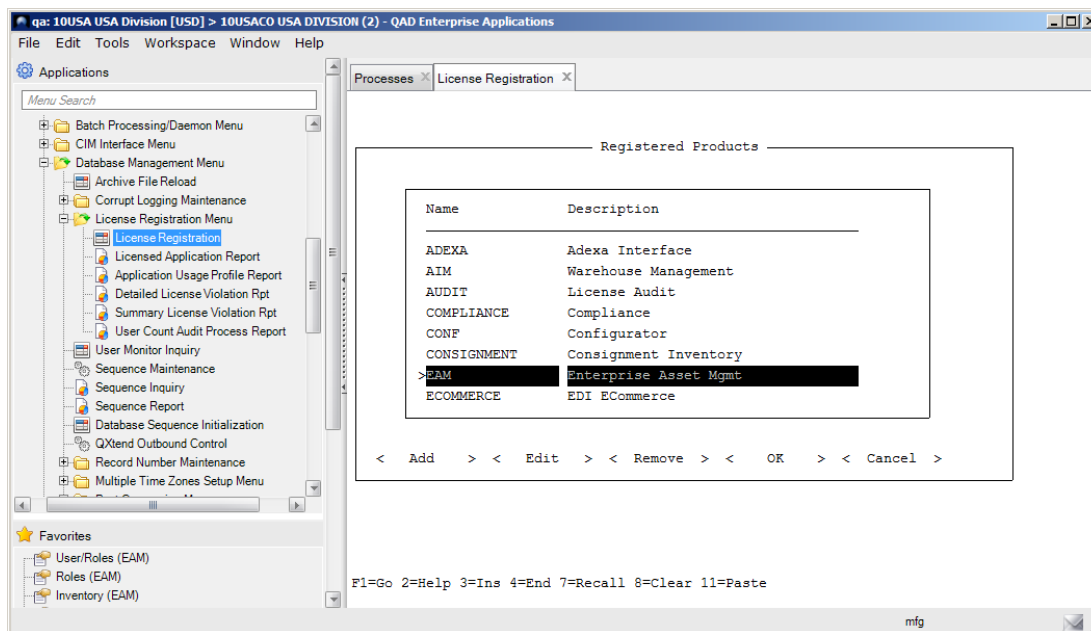 qa: 10USA USA Division [USD] > 10USACO USA DIVISION (2) - QAD Enterprise Applications
File Edit Tools Workspace Window Help
Applications
Menu Search
Batch Processing/Daemon Menu
CIM Interface Menu
Database Management Menu
Archive File Reload
Corrupt Logging Maintenance
License Registration Menu
License Registration
Licensed Application Report
Application Usage Profile Report
Detailed License Violation Rpt
Summary License Violation Rpt
User Count Audit Process Report
User Monitor Inquiry
Sequence Maintenance
Sequence Inquiry
Sequence Report
Database Sequence Initialization
QXtend Outbound Control
Record Number Maintenance
Multiple Time Zones Setup Menu
Favorites
User/Roles (EAM)
Roles (EAM)
Inventory (EAM)
Processes License Registration
Registered Products
Name Description
ADEXA Adexa Interface
AIM Warehouse Management
AUDIT License Audit
COMPLIANCE Compliance
CONF Configurator
CONSIGNMENT Consignment Inventory
>EAM Enterprise Asset Mgmt
ECOMMERCE EDI ECommerce
< Add > < Edit > < Remove > < OK > < Cancel >
F1=Go 2=Help 3=Ins 4=End 7=Recall 8=Clear 11=Paste
mfg